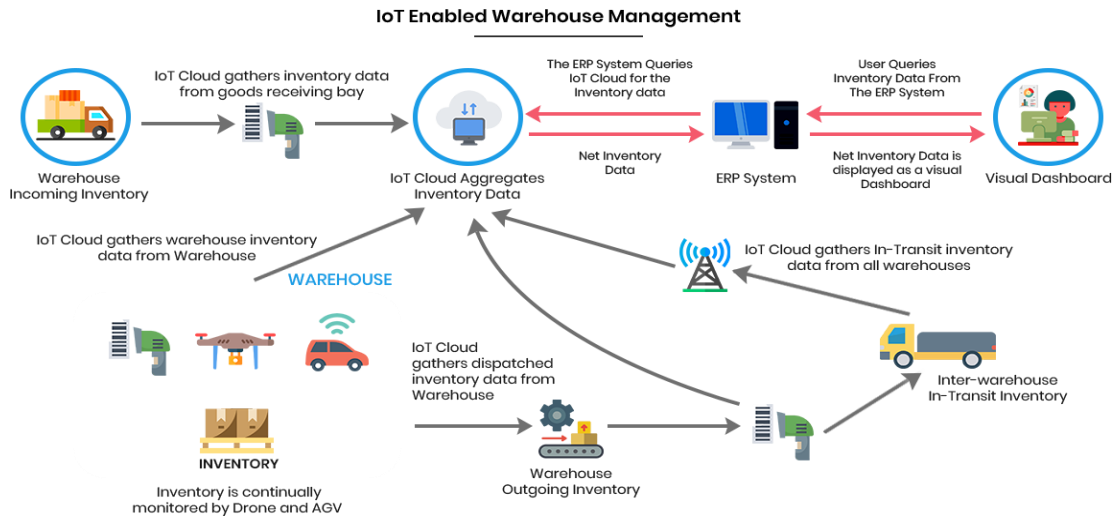 IoT Enabled Warehouse Management
IoT Cloud gathers inventory data
from goods receiving bay
The ERP System Queries
IoT Cloud for the
Inventory data
User Queries
Inventory Data From
The ERP System
Warehouse
Incoming Inventory
IoT Cloud Aggregates
Inventory Data
Net Inventory
Data
ERP System
Net Inventory Data is
displayed as a visual
Dashboard
Visual Dashboard
IoT Cloud gathers warehouse inventory
data from Warehouse
WAREHOUSE
IoT Cloud gathers In-Transit inventory
data from all warehouses
IoT Cloud
gathers dispatched
inventory data from
Warehouse
Inter-warehouse
In-Transit Inventory
INVENTORY
Inventory is continually
monitored by Drone and AGV
Warehouse
Outgoing Inventory